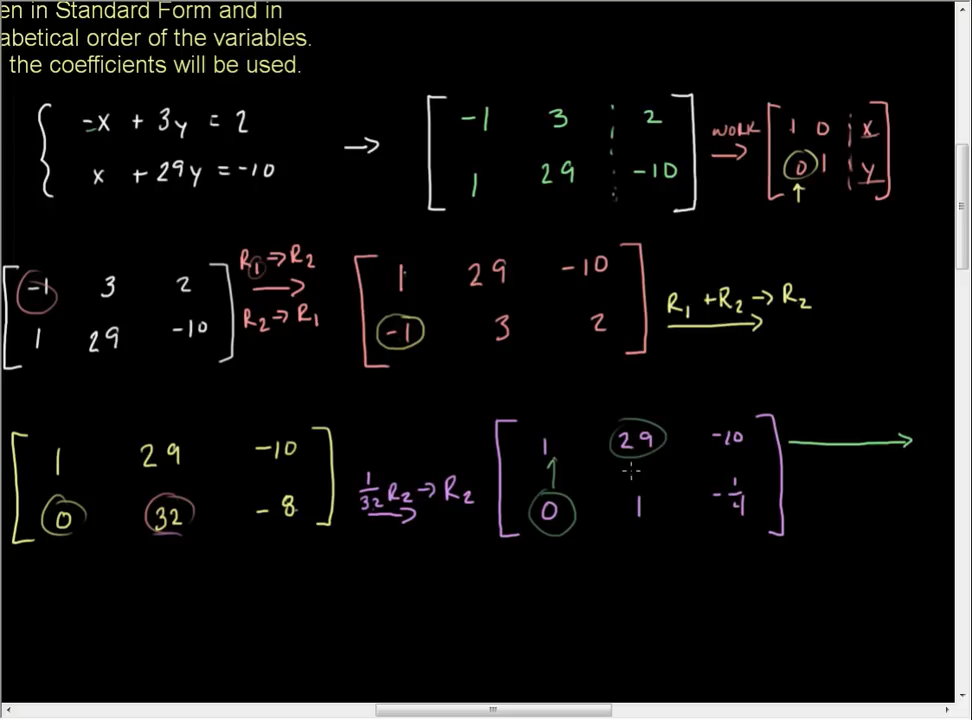 en in Standard Form and in
abetical order of the variables.
the coefficients will be used.
-x + 3y = 2
x + 29y = -10
-1 3 2
1 29 -10
WORK
1 0 x
0 1 y
-1 3 2
1 29 -10
R1 → R2
R2 → R1
1 29 -10
-1 3 2
R1 + R2 → R2
1 29 -10
0 32 -8
1/32 R2 → R2
1 29 -10
0 1 -1/4